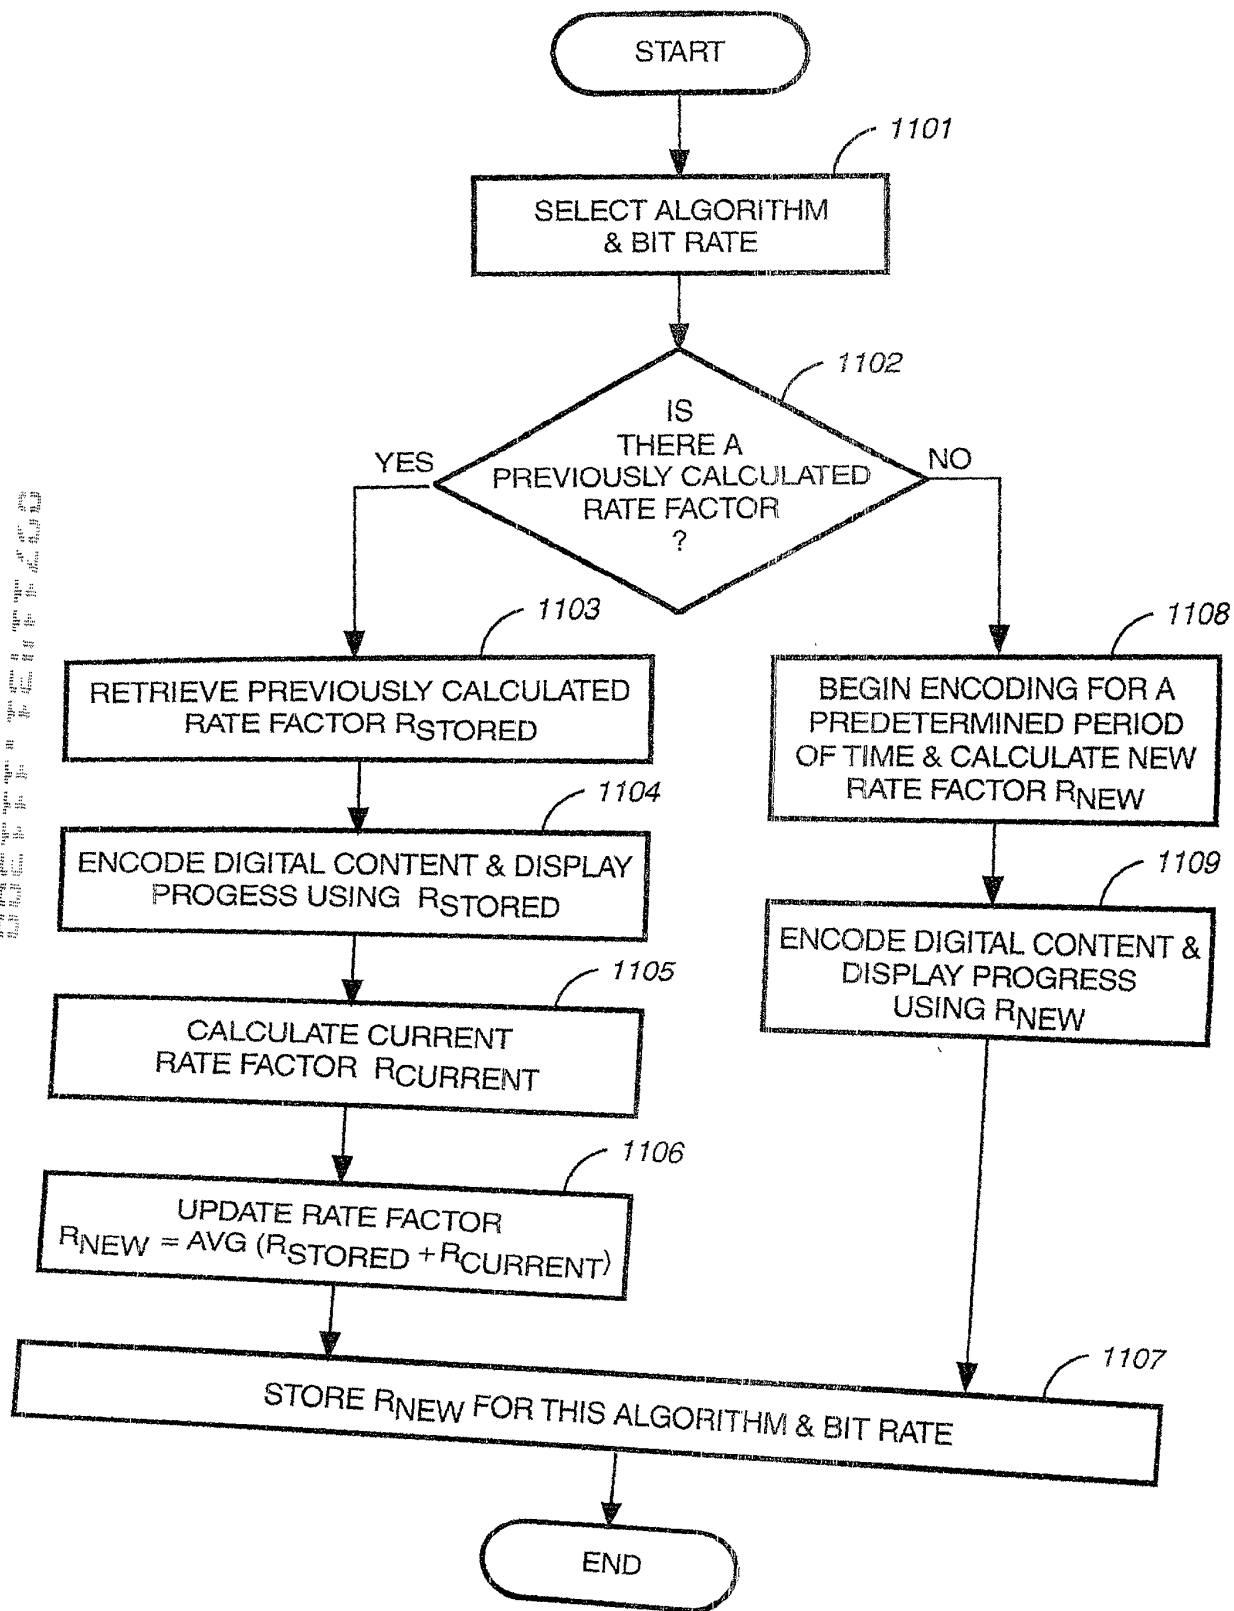 START
1101
SELECT ALGORITHM
& BIT RATE
1102
IS
THERE A
PREVIOUSLY CALCULATED
RATE FACTOR
?
YES
NO
1103
RETRIEVE PREVIOUSLY CALCULATED
RATE FACTOR RSTORED
1104
ENCODE DIGITAL CONTENT & DISPLAY
PROGESS USING RSTORED
1105
CALCULATE CURRENT
RATE FACTOR RCURRENT
1106
UPDATE RATE FACTOR
RNEW = AVG (RSTORED + RCURRENT)
1108
BEGIN ENCODING FOR A
PREDETERMINED PERIOD
OF TIME & CALCULATE NEW
RATE FACTOR RNEW
1109
ENCODE DIGITAL CONTENT &
DISPLAY PROGRESS
USING RNEW
1107
STORE RNEW FOR THIS ALGORITHM & BIT RATE
END